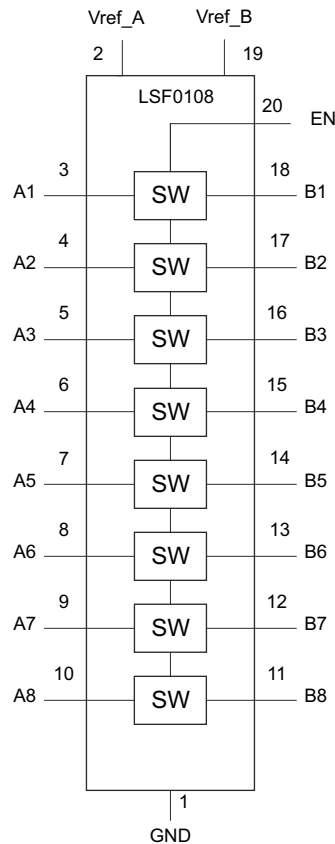 Vref_A Vref_B
2 19
LSF0108
20 EN
3 18
A1 SW B1
4 17
A2 SW B2
5 16
A3 SW B3
6 15
A4 SW B4
7 14
A5 SW B5
8 13
A6 SW B6
9 12
A7 SW B7
10 11
A8 SW B8
1
GND